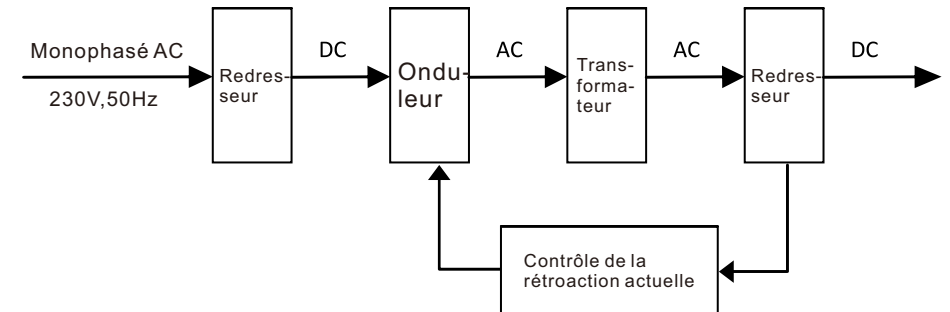 Monophasé AC
230V,50Hz
Redres-
seur
DC
Ondu-
leur
AC
Trans-
forma-
teur
AC
Redres-
seur
DC
Contrôle de la
rétroaction actuelle